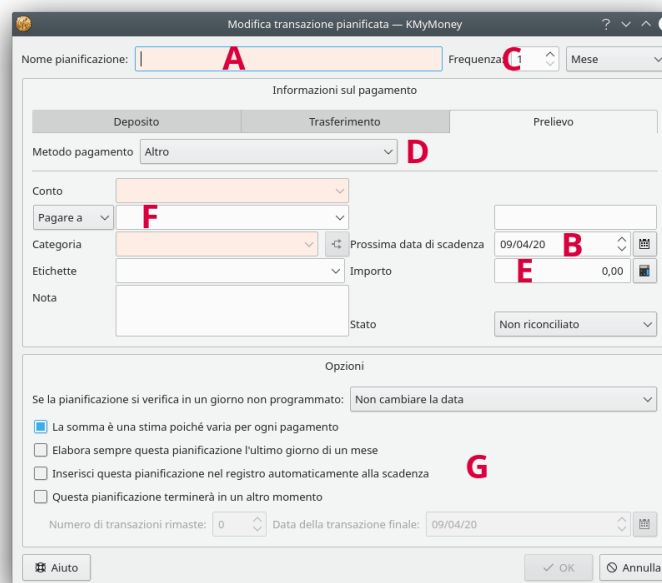 Modifica transazione pianificata — KMyMoney
Nome pianificazione: A Frequenza: C 1 Mese
Informazioni sul pagamento
Deposito Trasferimento Prelievo
Metodo pagamento Altro D
Conto
Pagare a F
Categoria Prossima data di scadenza 09/04/20 B
Etichette Importo E 0,00
Nota
Stato Non riconciliato
Opzioni
Se la pianificazione si verifica in un giorno non programmato: Non cambiare la data
La somma è una stima poiché varia per ogni pagamento
Elabora sempre questa pianificazione l'ultimo giorno di un mese
Inserisci questa pianificazione nel registro automaticamente alla scadenza G
Questa pianificazione terminerà in un altro momento
Numero di transazioni rimaste: 0 Data della transazione finale: 09/04/20
Aiuto OK Annulla